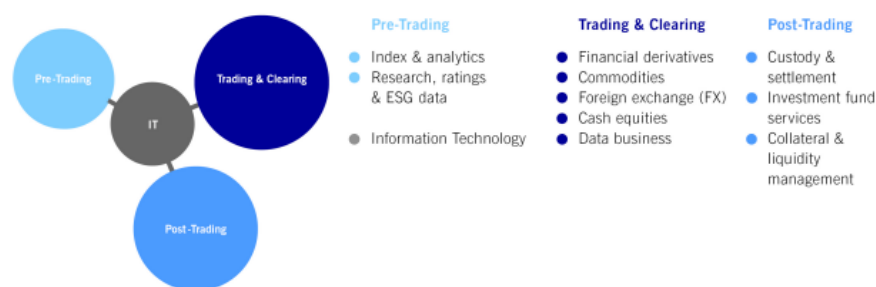 Pre-Trading
Trading & Clearing
IT
Post-Trading
Pre-Trading
Index & analytics
Research, ratings
& ESG data
Information Technology
Trading & Clearing
Financial derivatives
Commodities
Foreign exchange (FX)
Cash equities
Data business
Post-Trading
Custody &
settlement
Investment fund
services
Collateral &
liquidity
management